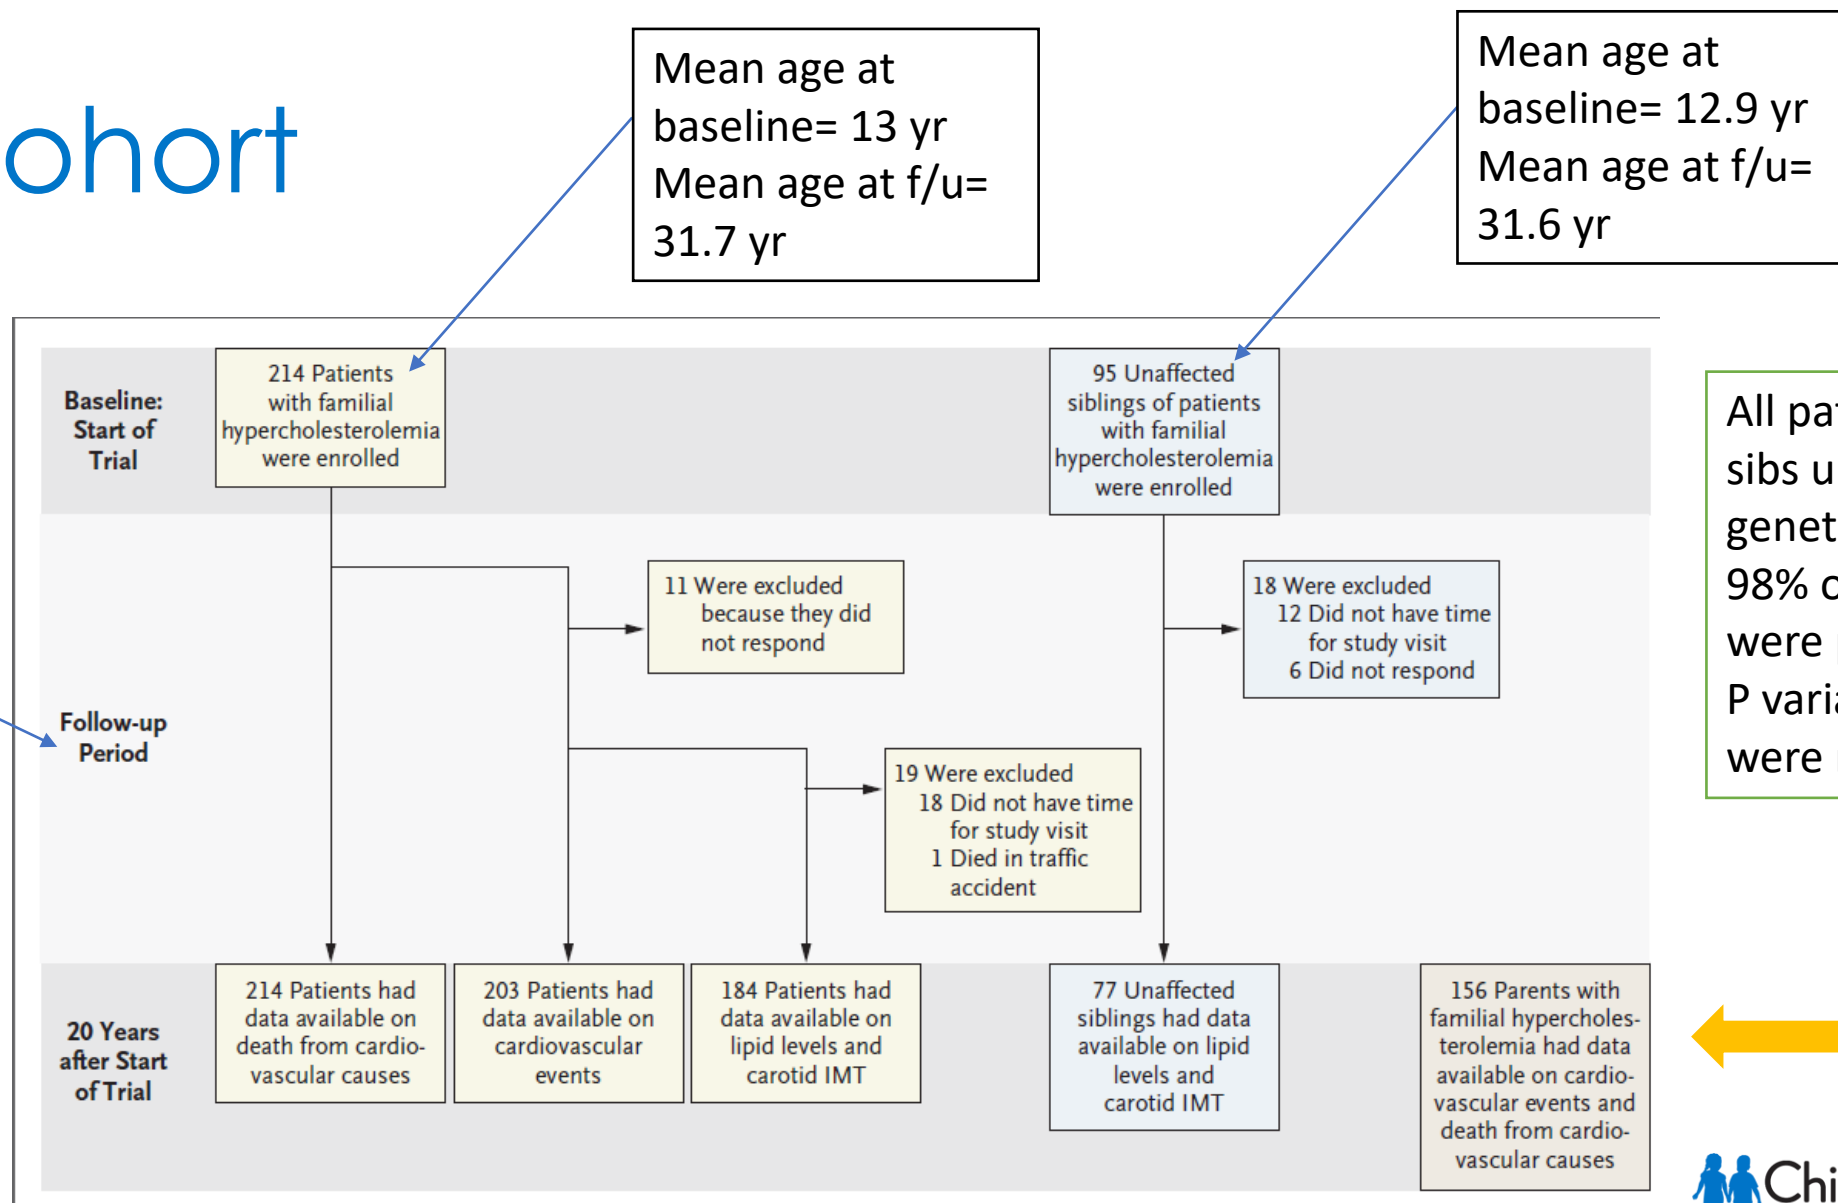 ohort
Mean age at
baseline= 13 yr
Mean age at f/u=
31.7 yr
Mean age at
baseline= 12.9 yr
Mean age at f/u=
31.6 yr
Baseline:
Start of
Trial
214 Patients
with familial
hypercholesterolemia
were enrolled
95 Unaffected
siblings of patients
with familial
hypercholesterolemia
were enrolled
All pa
sibs u
genet
98% o
were
P varia
were
Follow-up
Period
11 Were excluded
because they did
not respond
18 Were excluded
12 Did not have time
for study visit
6 Did not respond
19 Were excluded
18 Did not have time
for study visit
1 Died in traffic
accident
20 Years
after Start
of Trial
214 Patients had
data available on
death from cardio-
vascular causes
203 Patients had
data available on
cardiovascular
events
184 Patients had
data available on
lipid levels and
carotid IMT
77 Unaffected
siblings had data
available on lipid
levels and
carotid IMT
156 Parents with
familial hypercholes-
terolemia had data
available on cardio-
vascular events and
death from cardio-
vascular causes
Chi